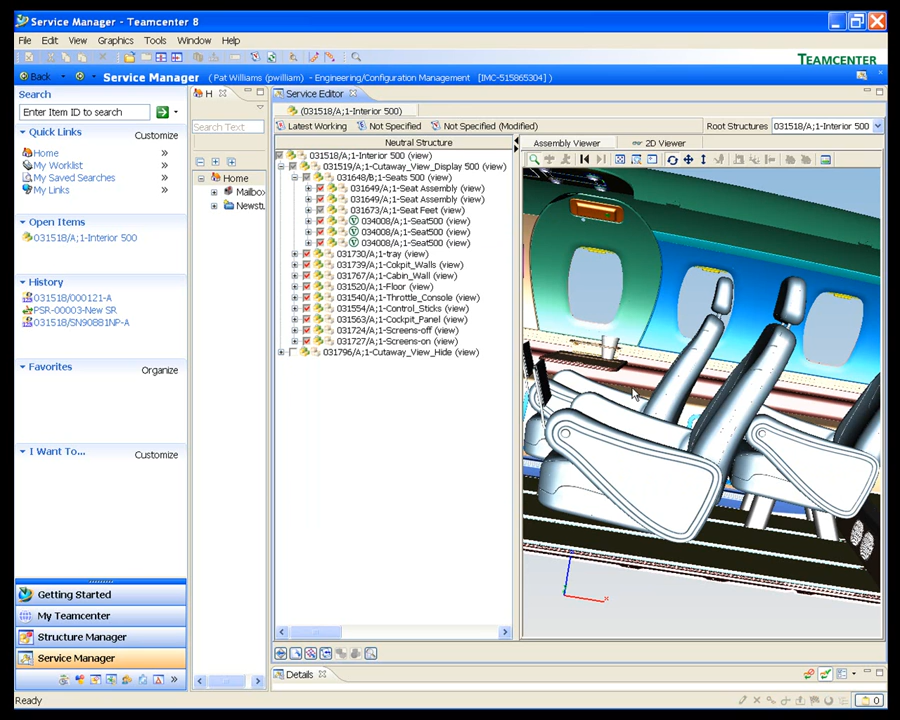 Service Manager - Teamcenter 8
File Edit View Graphics Tools Window Help
TEAMCENTER
Back Service Manager ( Pat Williams (pwilliam) - Engineering/Configuration Management [IMC-515865304] )
Search
Enter Item ID to search
Quick Links Customize
Home
My Worklist
My Saved Searches
My Links
Open Items
031518/A;1-Interior 500
History
031518/000121-A
PSR-00003-New SR
031518/SN90881NP-A
Favorites
Organize
I Want To...
Customize
Getting Started
My Teamcenter
Structure Manager
Service Manager
Ready
H
Search Text
Home
Mailbo
Newstu
Service Editor
(031518/A;1-Interior 500)
Latest Working Not Specified Not Specified (Modified) Root Structures 031518/A;1-Interior 500
Neutral Structure
031518/A;1-Interior 500 (view)
031519/A;1-Cutaway_View_Display 500 (view)
031648/B;1-Seats 500 (view)
031649/A;1-Seat Assembly (view)
031649/A;1-Seat Assembly (view)
031673/A;1-Seat Feet (view)
034008/A;1-Seat500 (view)
034008/A;1-Seat500 (view)
034008/A;1-Seat500 (view)
031730/A;1-tray (view)
031739/A;1-Cokpit_Walls (view)
031767/A;1-Cabin_Wall (view)
031520/A;1-Floor (view)
031540/A;1-Throttle_Console (view)
031554/A;1-Control_Sticks (view)
031563/A;1-Cockpit_Panel (view)
031724/A;1-Screens-off (view)
031727/A;1-Screens-on (view)
031796/A;1-Cutaway_View_Hide (view)
Assembly Viewer 2D Viewer
x
Details
0